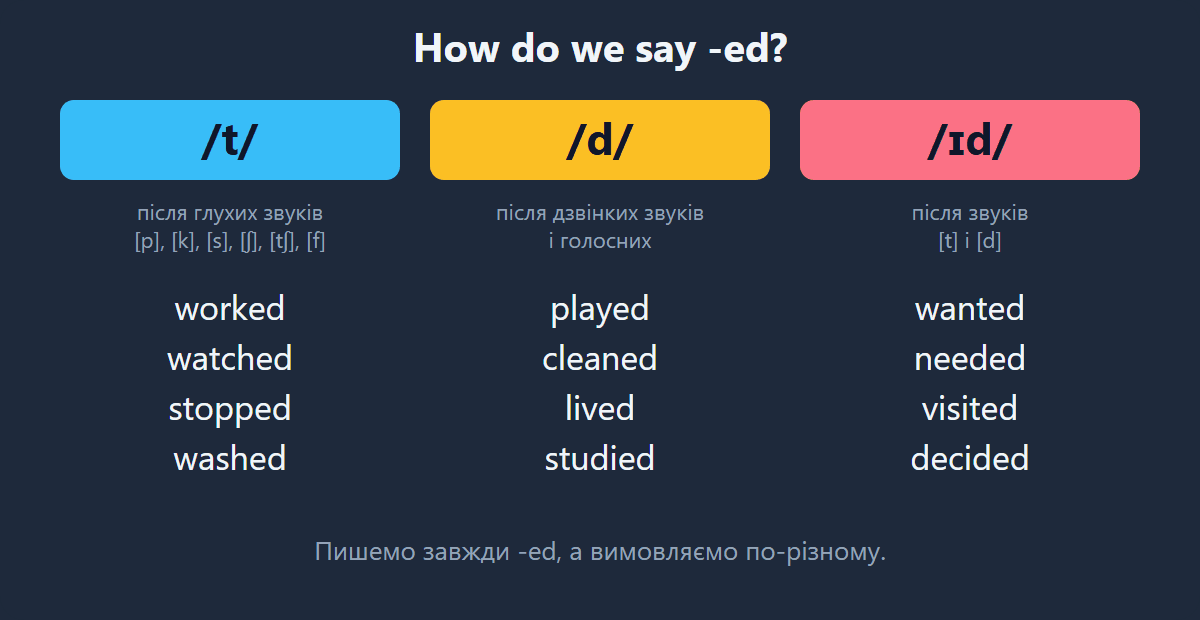 How do we say -ed?
/t/
/d/
/ɪd/
після глухих звуків
[p], [k], [s], [ʃ], [tʃ], [f]
після дзвінких звуків
і голосних
після звуків
[t] і [d]
worked
watched
stopped
washed
played
cleaned
lived
studied
wanted
needed
visited
decided
Пишемо завжди -ed, а вимовляємо по-різному.